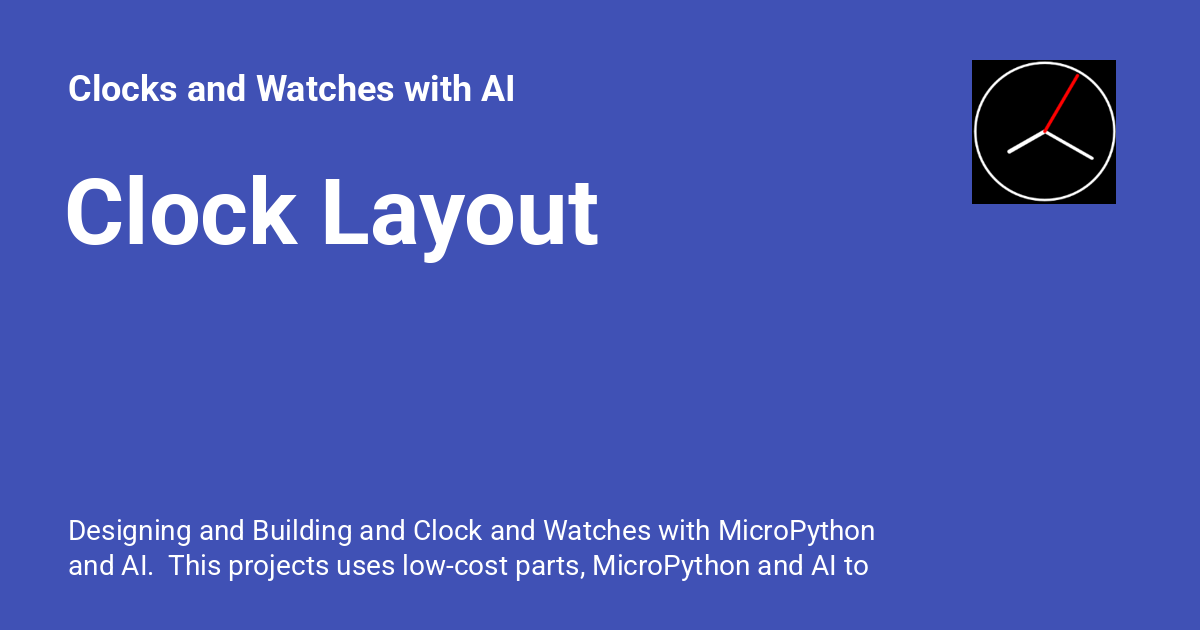 Clocks and Watches with AI
Clock Layout
Designing and Building and Clock and Watches with MicroPython
and AI.  This projects uses low-cost parts, MicroPython and AI to